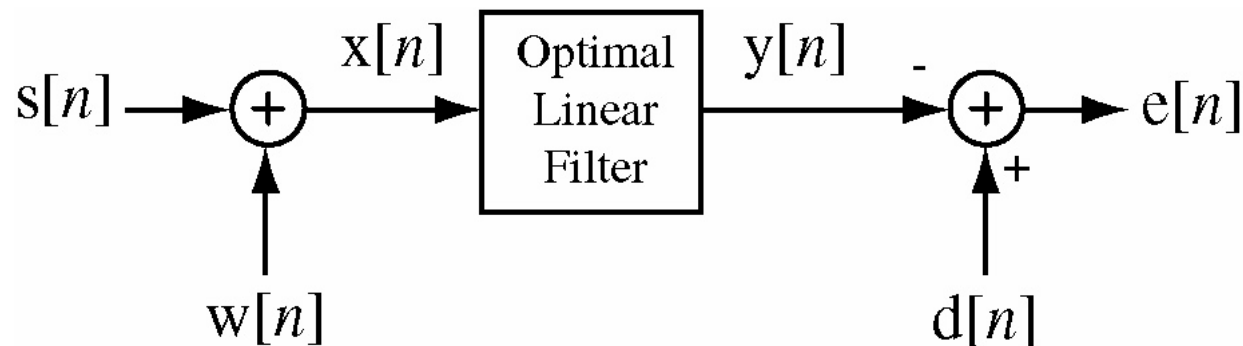 x[n]
Optimal
Linear
Filter
y[n]
-
s[n]
+
+
e[n]
+
w[n]
d[n]